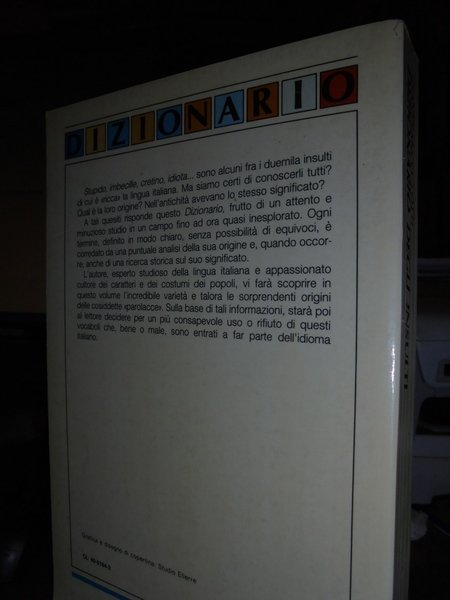 DIZIONARIO
Stupido, imbecille, cretino, idiota... sono alcuni fra i duemila insulti
di cui è «ricca» la lingua italiana. Ma siamo certi di conoscerli tutti?
Qual è la loro origine? Nell'antichità avevano lo stesso significato?
A tali quesiti risponde questo Dizionario, frutto di un attento e
minuzioso studio in un campo fino ad ora quasi inesplorato. Ogni
termine, definito in modo chiaro, senza possibilità di equivoci, è
corredato da una puntuale analisi della sua origine e, quando occor-
re, anche di una ricerca storica sul suo significato.
L'autore, esperto studioso della lingua italiana e appassionato
cultore dei caratteri e dei costumi dei popoli, vi farà scoprire in
questo volume l'incredibile varietà e talora le sorprendenti origini
delle cosiddette «parolacce». Sulla base di tali informazioni, starà poi
al lettore decidere per un più consapevole uso o rifiuto di questi
vocaboli che, bene o male, sono entrati a far parte dell'idioma
italiano.
Grafica e disegno di copertina: Studio Elierre
DEGLI INSULTI